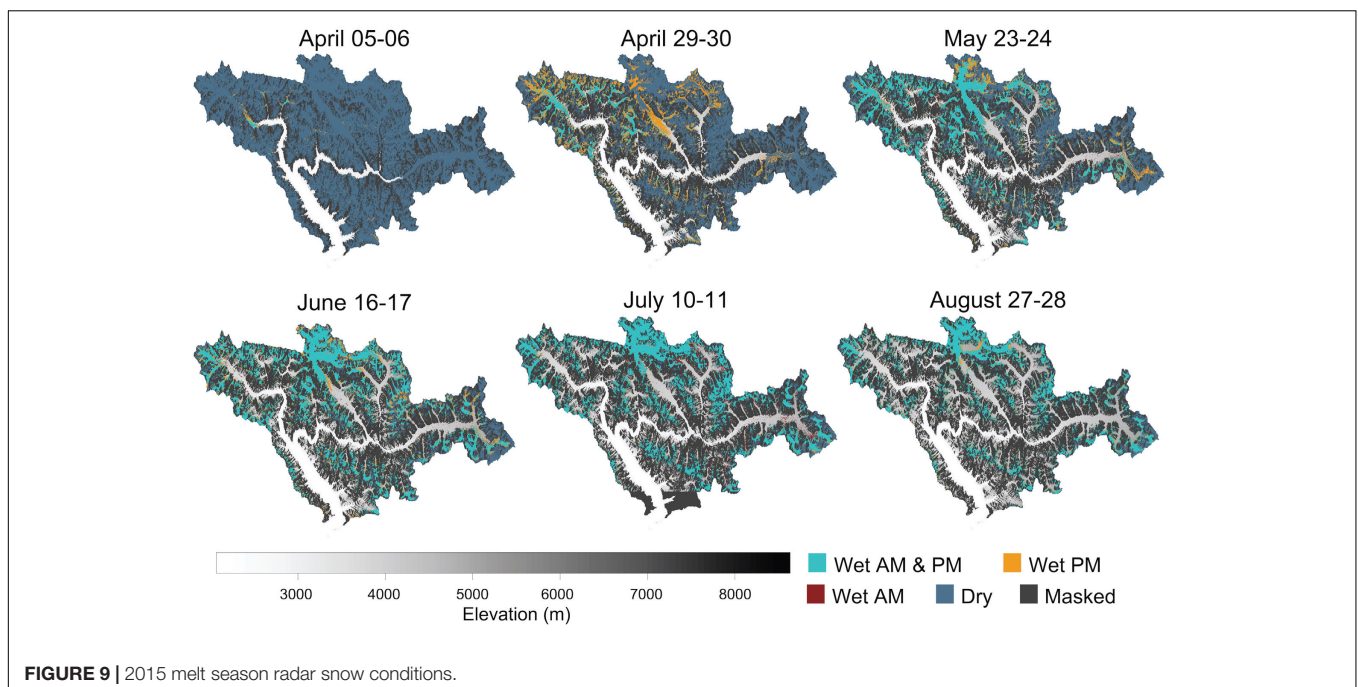 April 05-06
April 29-30
May 23-24
June 16-17
July 10-11
August 27-28
3000 4000 5000 6000 7000 8000
Elevation (m)
Wet AM & PM
Wet PM
Wet AM
Dry
Masked
FIGURE 9 | 2015 melt season radar snow conditions.